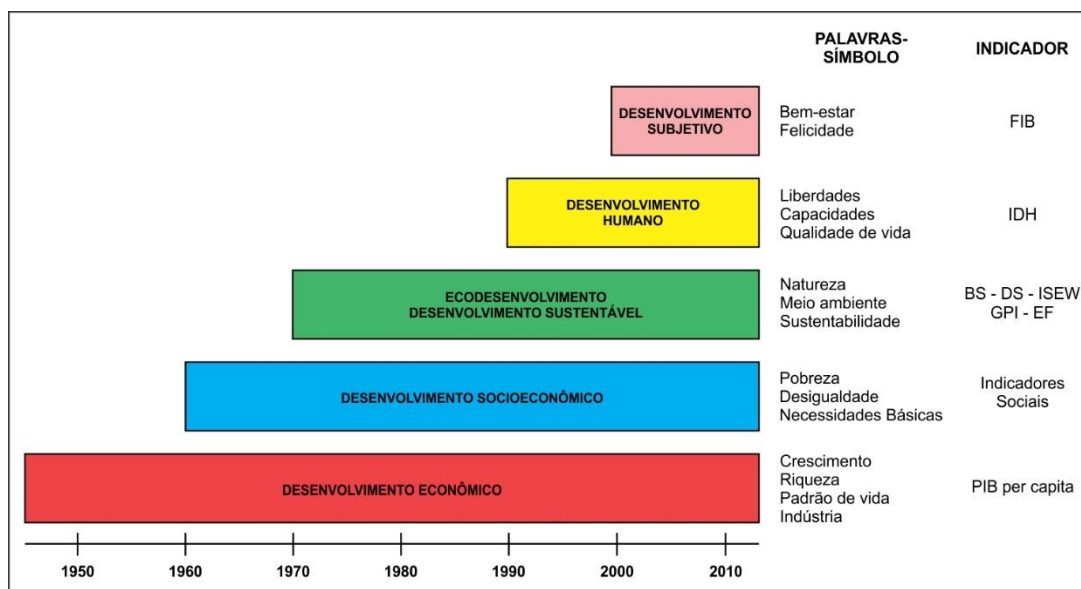 PALAVRAS-
SÍMBOLO
INDICADOR
DESENVOLVIMENTO
SUBJETIVO
Bem-estar
Felicidade
FIB
DESENVOLVIMENTO
HUMANO
Liberdades
Capacidades
Qualidade de vida
IDH
ECODESENVOLVIMENTO
DESENVOLVIMENTO SUSTENTÁVEL
Natureza
Meio ambiente
Sustentabilidade
BS - DS - ISEW
GPI - EF
DESENVOLVIMENTO SOCIOECONÔMICO
Pobreza
Desigualdade
Necessidades Básicas
Indicadores
Sociais
DESENVOLVIMENTO ECONÔMICO
Crescimento
Riqueza
Padrão de vida
Indústria
PIB per capita
1950 1960 1970 1980 1990 2000 2010